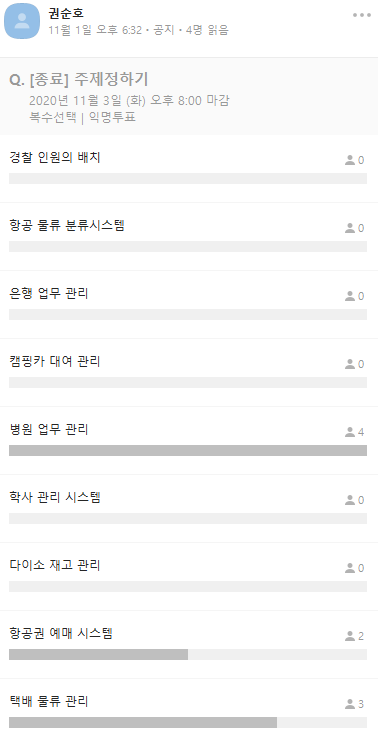 권순호
11월 1일 오후 6:32 • 공지 • 4명 읽음
Q. [종료] 주제정하기
2020년 11월 3일 (화) 오후 8:00 마감
복수선택 | 익명투표
경찰 인원의 배치 0
항공 물류 분류시스템 0
은행 업무 관리 0
캠핑카 대여 관리 0
병원 업무 관리 4
학사 관리 시스템 0
다이소 재고 관리 0
항공권 예매 시스템 2
택배 물류 관리 3